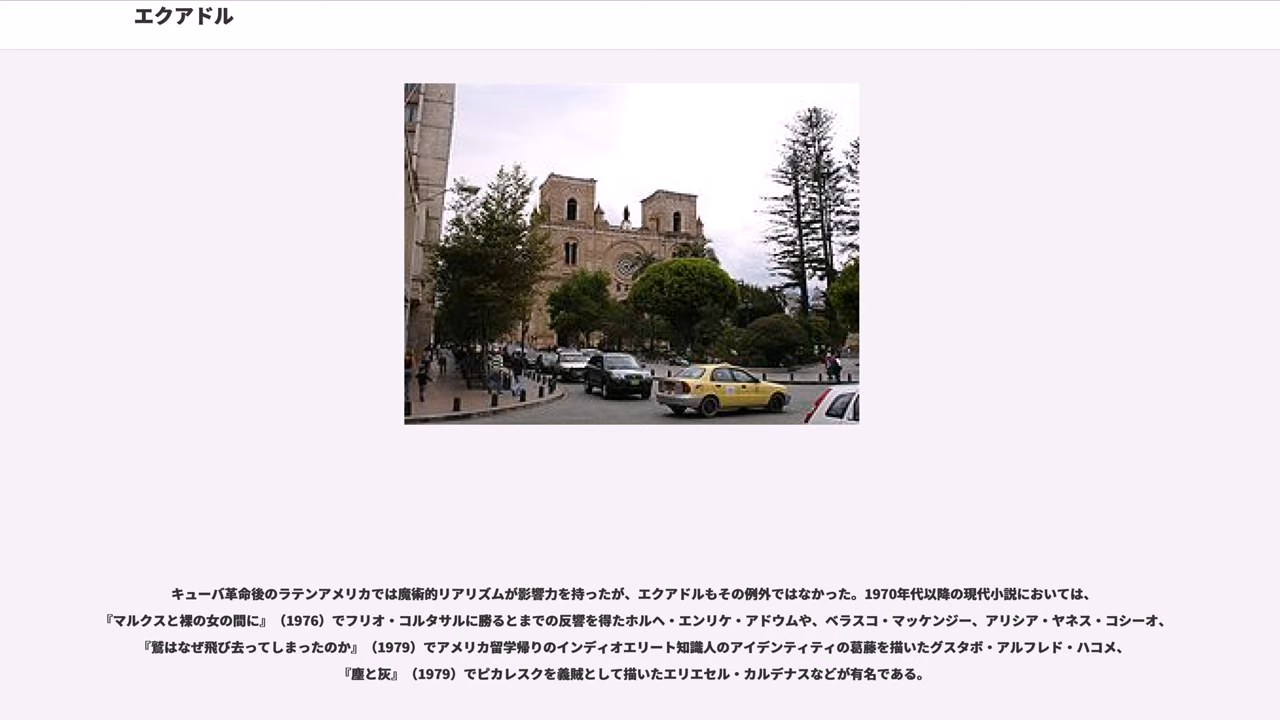 エクアドル
キューバ革命後のラテンアメリカでは魔術的リアリズムが影響力を持ったが、エクアドルもその例外ではなかった。1970年代以降の現代小説においては、
『マルクスと裸の女の間に』（1976）でフリオ・コルタサルに勝るとまでの反響を得たホルヘ・エンリケ・アドウムや、ベラスコ・マッケンジー、アリシア・ヤネス・コシーオ、
『鷲はなぜ飛び去ってしまったのか』（1979）でアメリカ留学帰りのインディオエリート知識人のアイデンティティの葛藤を描いたグスタボ・アルフレド・ハコメ、
『塵と灰』（1979）でピカレスクを義賊として描いたエリエセル・カルデナスなどが有名である。